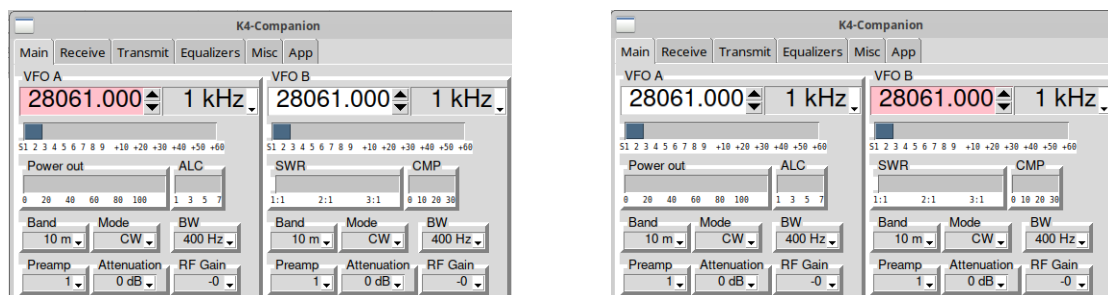 K4-Companion
Main Receive Transmit Equalizers Misc App
VFO A VFO B
28061.000 1 kHz 28061.000 1 kHz
S1 2 3 4 5 6 7 8 9 +10 +20 +30 +40 +50 +60 S1 2 3 4 5 6 7 8 9 +10 +20 +30 +40 +50 +60
Power out ALC SWR CMP
0 20 40 60 80 100 1 3 5 7 1:1 2:1 3:1 0 10 20 30
Band Mode BW Band Mode BW
10 m CW 400 Hz 10 m CW 400 Hz
Preamp Attenuation RF Gain Preamp Attenuation RF Gain
1 0 dB -0 1 0 dB -0
K4-Companion
Main Receive Transmit Equalizers Misc App
VFO A VFO B
28061.000 1 kHz 28061.000 1 kHz
S1 2 3 4 5 6 7 8 9 +10 +20 +30 +40 +50 +60 S1 2 3 4 5 6 7 8 9 +10 +20 +30 +40 +50 +60
Power out ALC SWR CMP
0 20 40 60 80 100 1 3 5 7 1:1 2:1 3:1 0 10 20 30
Band Mode BW Band Mode BW
10 m CW 400 Hz 10 m CW 400 Hz
Preamp Attenuation RF Gain Preamp Attenuation RF Gain
1 0 dB -0 1 0 dB -0